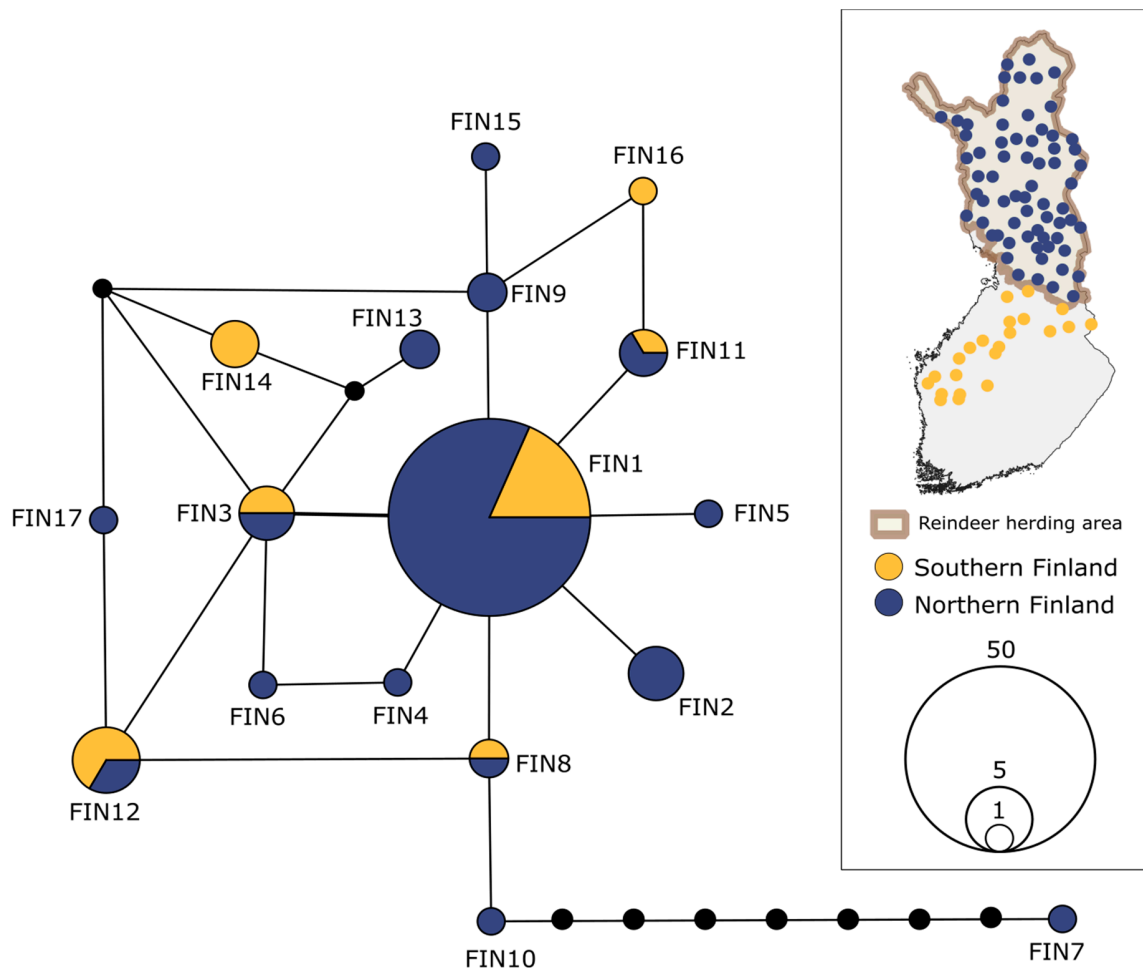 FIN15
FIN16
FIN9
FIN13
FIN14
FIN11
FIN1
FIN3
FIN17
FIN5
FIN6
FIN4
FIN2
FIN8
FIN12
FIN10
FIN7
Reindeer herding area
Southern Finland
Northern Finland
50
5
1